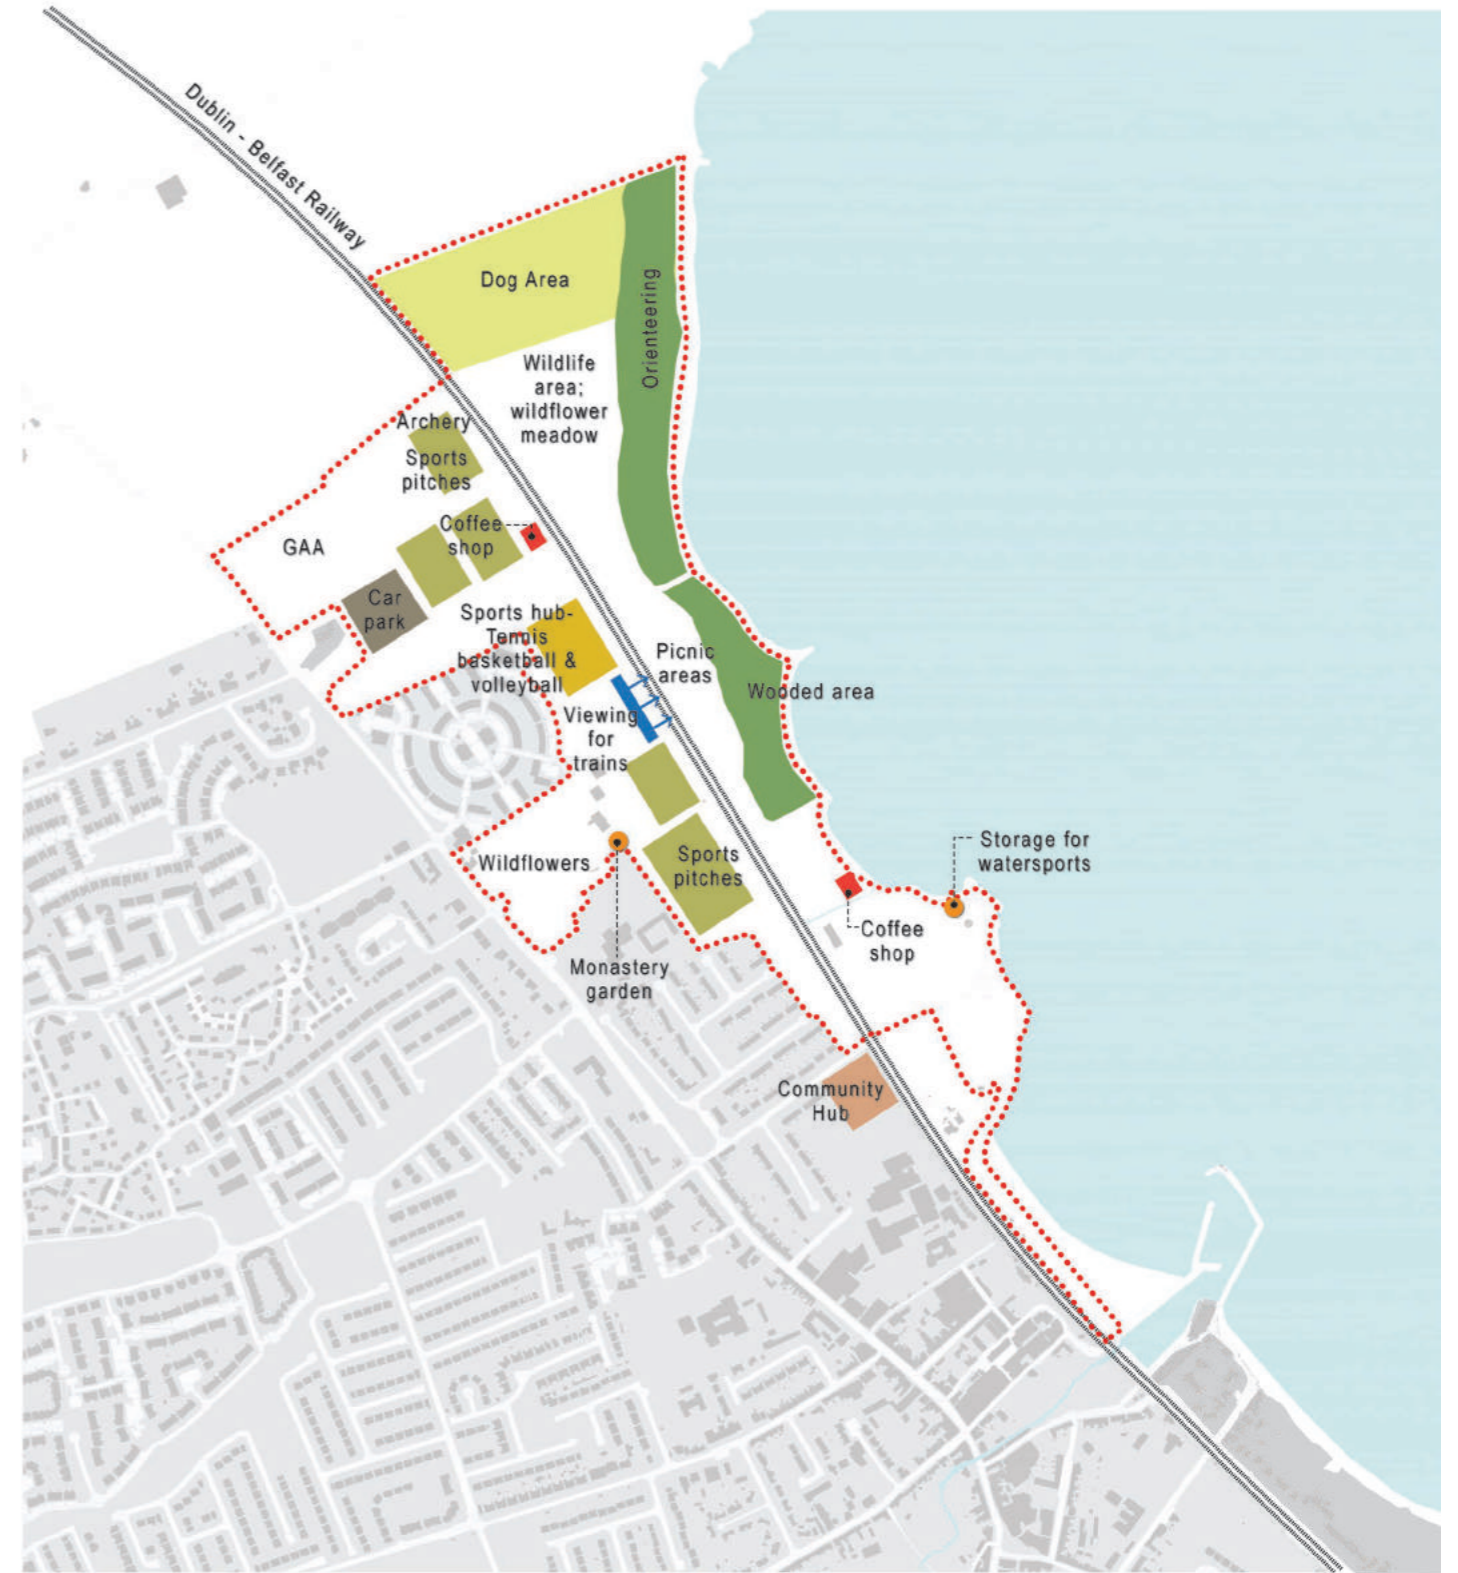 Dublin - Belfast Railway
Dog Area
Orienteering
Wildlife
area;
wildflower
meadow
Archery
Sports
pitches
Coffee
shop
GAA
Car
park
Sports hub-
Tennis
basketball &
volleyball
Picnic
areas
Wooded area
Viewing
for
trains
Wildflowers
Sports
pitches
Storage for
watersports
Coffee
shop
Monastery
garden
Community
Hub